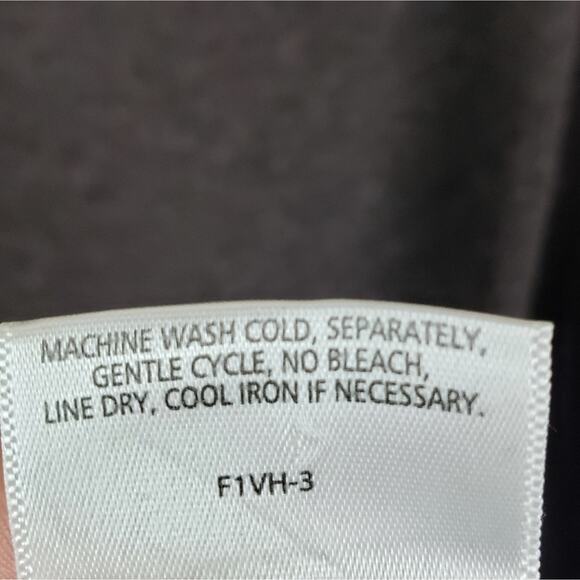 MACHINE WASH COLD, SEPARATELY,
GENTLE CYCLE, NO BLEACH,
LINE DRY, COOL IRON IF NECESSARY.
F1VH-3